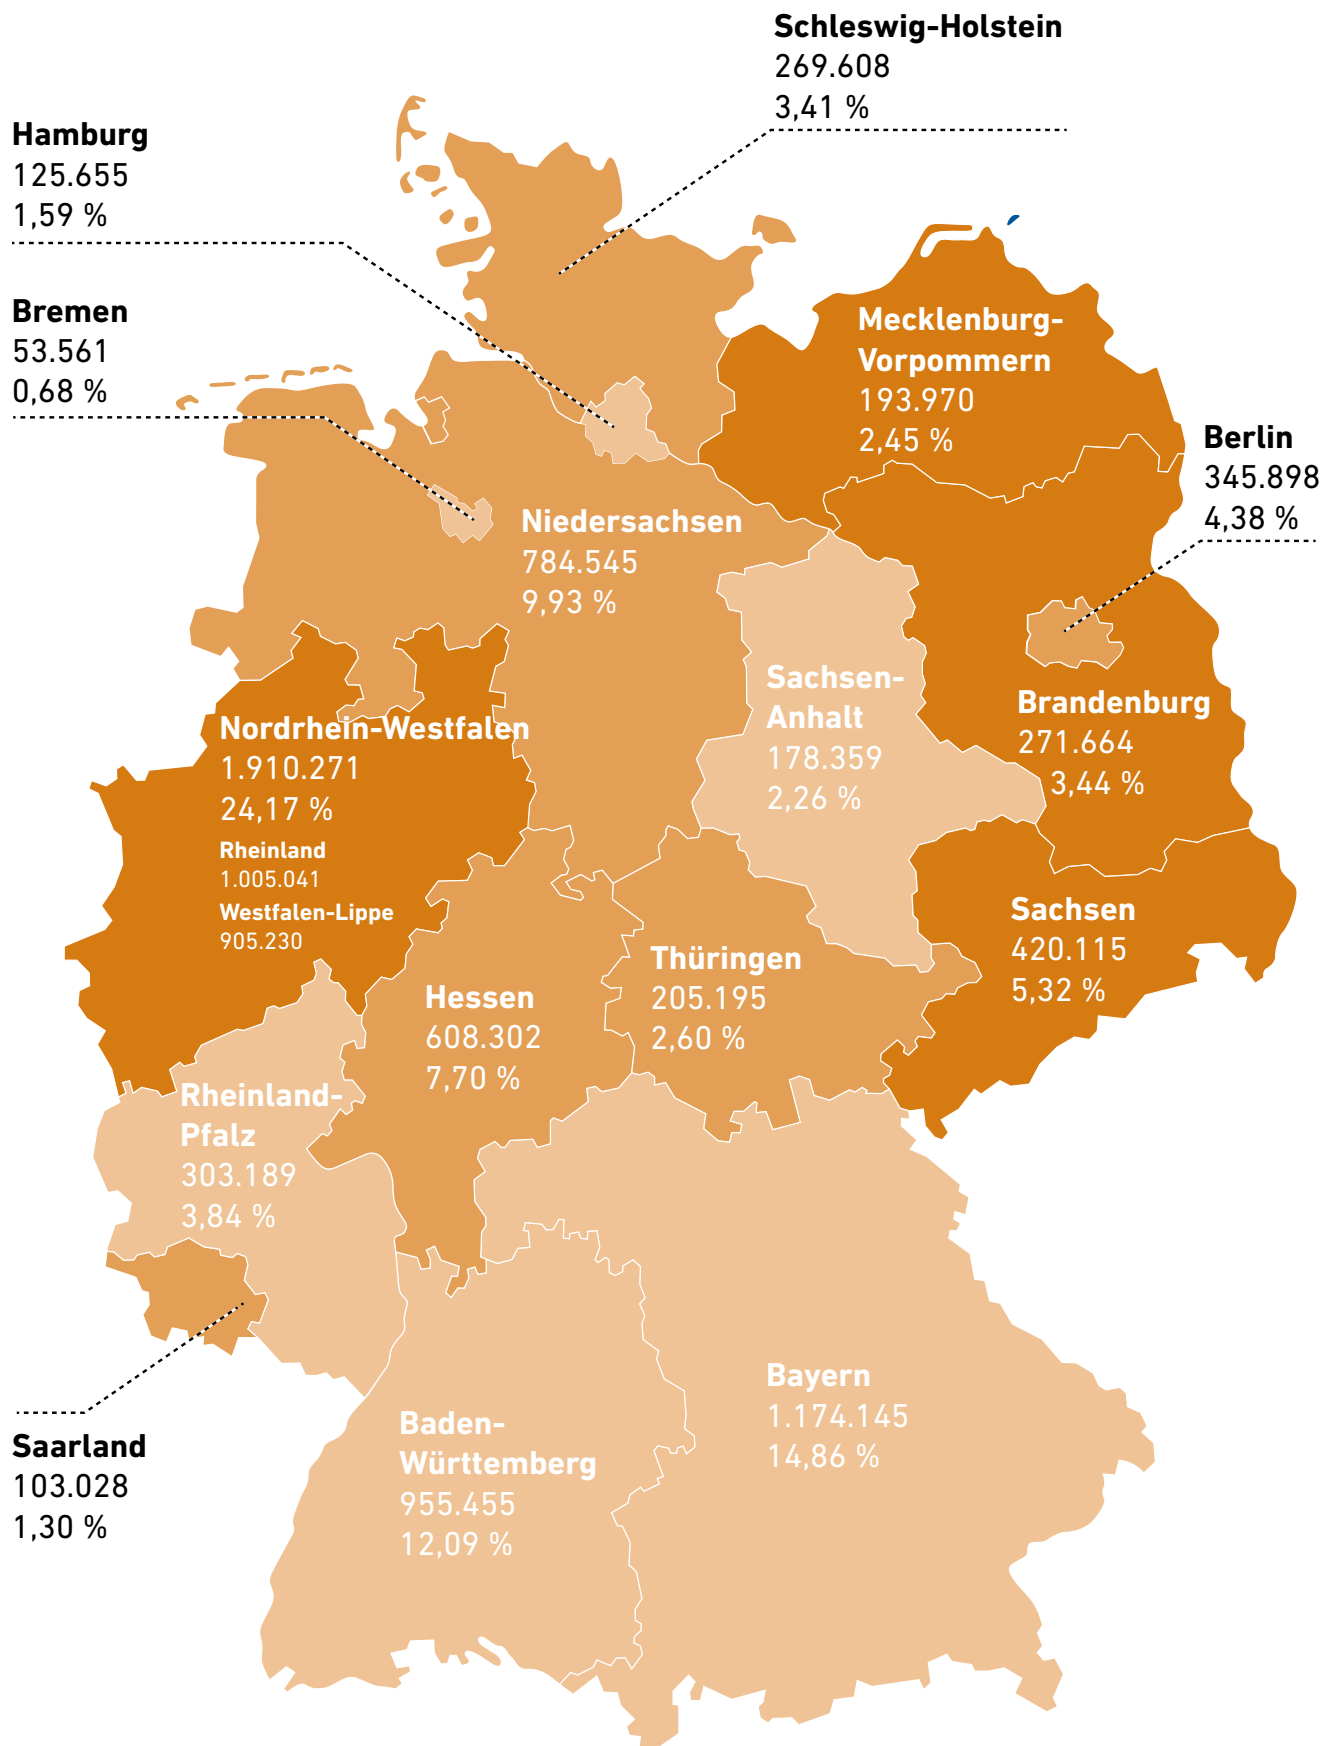 Schleswig-Holstein
269.608
3,41 %
Hamburg
125.655
1,59 %
Bremen
53.561
0,68 %
Mecklenburg-
Vorpommern
193.970
2,45 %
Berlin
345.898
4,38 %
Niedersachsen
784.545
9,93 %
Sachsen-
Anhalt
178.359
2,26 %
Brandenburg
271.664
3,44 %
Nordrhein-Westfalen
1.910.271
24,17 %
Rheinland
1.005.041
Westfalen-Lippe
905.230
Sachsen
420.115
5,32 %
Thüringen
205.195
2,60 %
Hessen
608.302
7,70 %
Rheinland-
Pfalz
303.189
3,84 %
Bayern
1.174.145
14,86 %
Baden-
Württemberg
955.455
12,09 %
Saarland
103.028
1,30 %